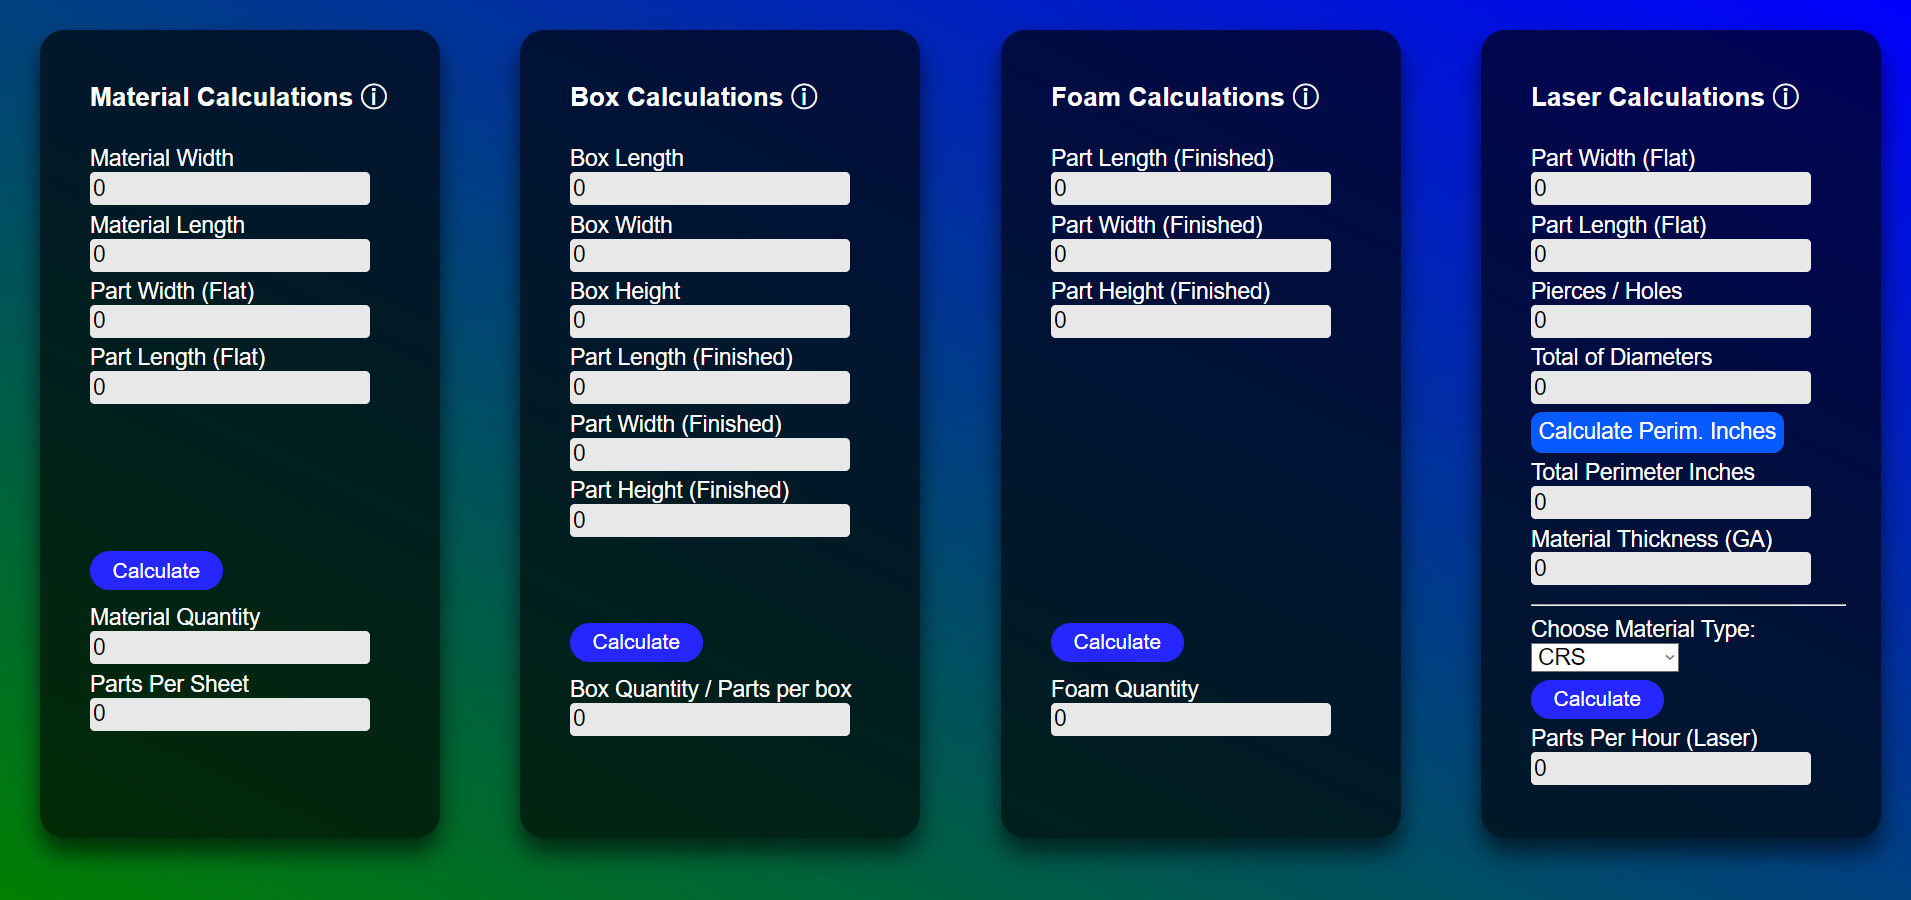 Material Calculations ⓘ
Material Width
0
Material Length
0
Part Width (Flat)
0
Part Length (Flat)
0
Calculate
Material Quantity
0
Parts Per Sheet
0
Box Calculations ⓘ
Box Length
0
Box Width
0
Box Height
0
Part Length (Finished)
0
Part Width (Finished)
0
Part Height (Finished)
0
Calculate
Box Quantity / Parts per box
0
Foam Calculations ⓘ
Part Length (Finished)
0
Part Width (Finished)
0
Part Height (Finished)
0
Calculate
Foam Quantity
0
Laser Calculations ⓘ
Part Width (Flat)
0
Part Length (Flat)
0
Pierces / Holes
0
Total of Diameters
0
Calculate Perim. Inches
Total Perimeter Inches
0
Material Thickness (GA)
0
Choose Material Type:
CRS
Calculate
Parts Per Hour (Laser)
0